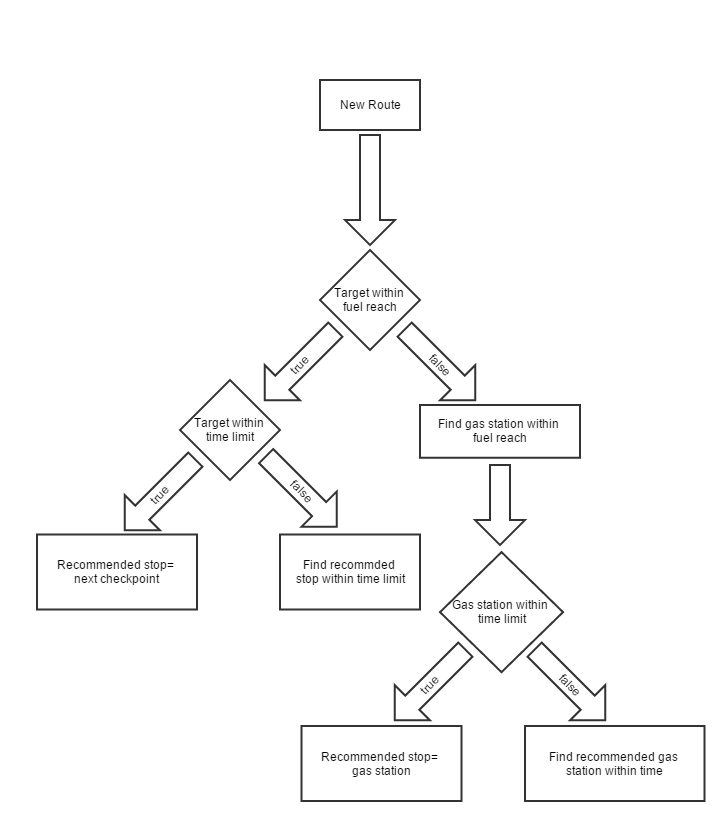 New Route
Target within
fuel reach
true
false
Target within
time limit
Find gas station within
fuel reach
true
false
Recommended stop=
next checkpoint
Find recommded
stop within time limit
Gas station within
time limit
true
false
Recommended stop=
gas station
Find recommended gas
station within time